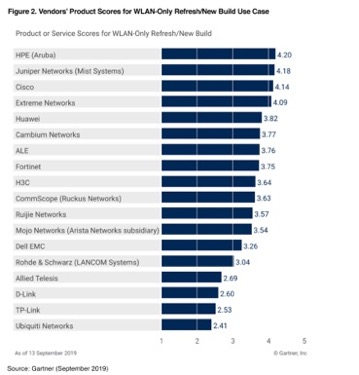 Figure 2. Vendors' Product Scores for WLAN-Only Refresh/New Build Use Case
Product or Service Scores for WLAN-Only Refresh/New Build
HPE (Aruba) 4.20
Juniper Networks (Mist Systems) 4.18
Cisco 4.14
Extreme Networks 4.09
Huawei 3.82
Cambium Networks 3.77
ALE 3.76
Fortinet 3.75
H3C 3.64
CommScope (Ruckus Networks) 3.63
Ruijie Networks 3.57
Mojo Networks (Arista Networks subsidiary) 3.54
Dell EMC 3.26
Rohde & Schwarz (LANCOM Systems) 3.04
Allied Telesis 2.69
D-Link 2.60
TP-Link 2.53
Ubiquiti Networks 2.41
1 2 3 4 5
As of 13 September 2019 © Gartner, Inc
Source: Gartner (September 2019)